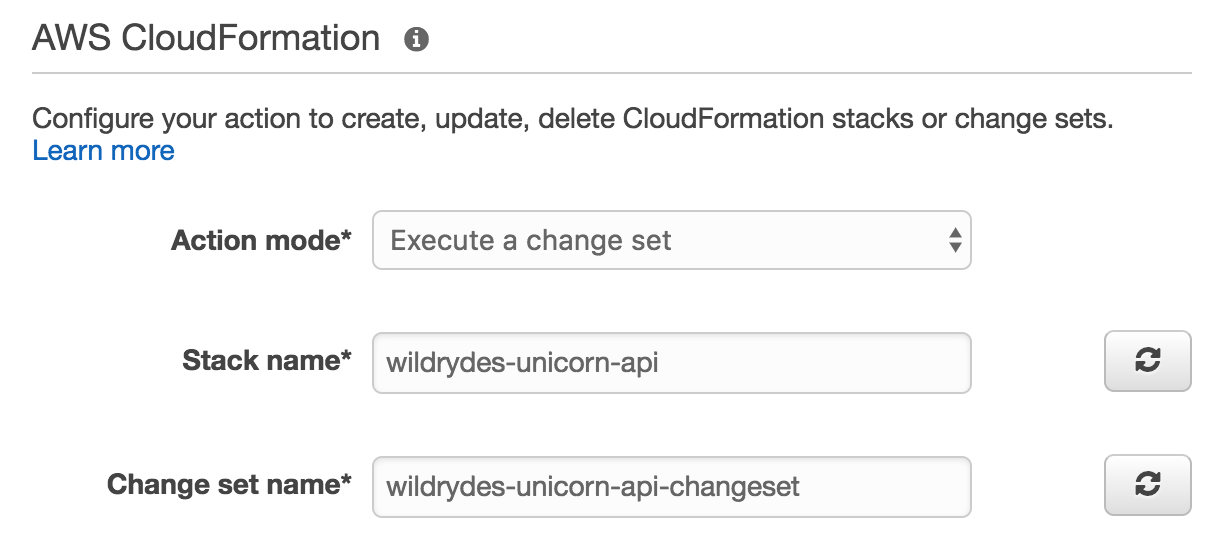 AWS CloudFormation
Configure your action to create, update, delete CloudFormation stacks or change sets.
Learn more
Action mode* Execute a change set
Stack name* wildrydes-unicorn-api
Change set name* wildrydes-unicorn-api-changeset